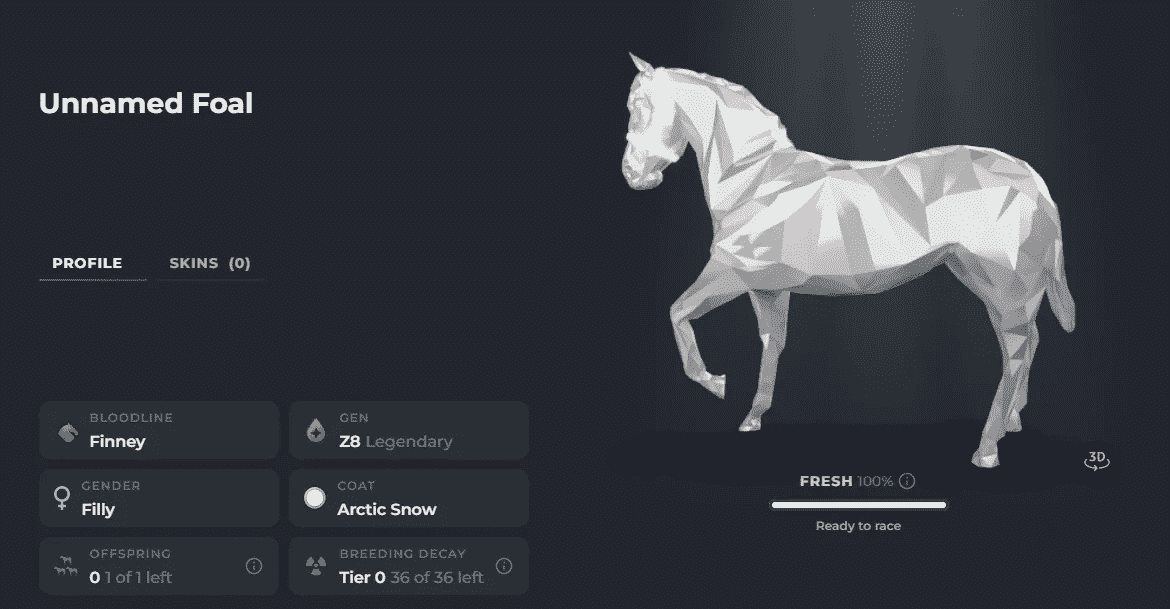 Unnamed Foal
PROFILE
SKINS (0)
BLOODLINE
Finney
GEN
Z8 Legendary
GENDER
Filly
COAT
Arctic Snow
OFFSPRING
0 1 of 1 left
BREEDING DECAY
Tier 0 36 of 36 left
FRESH 100%
Ready to race
3D